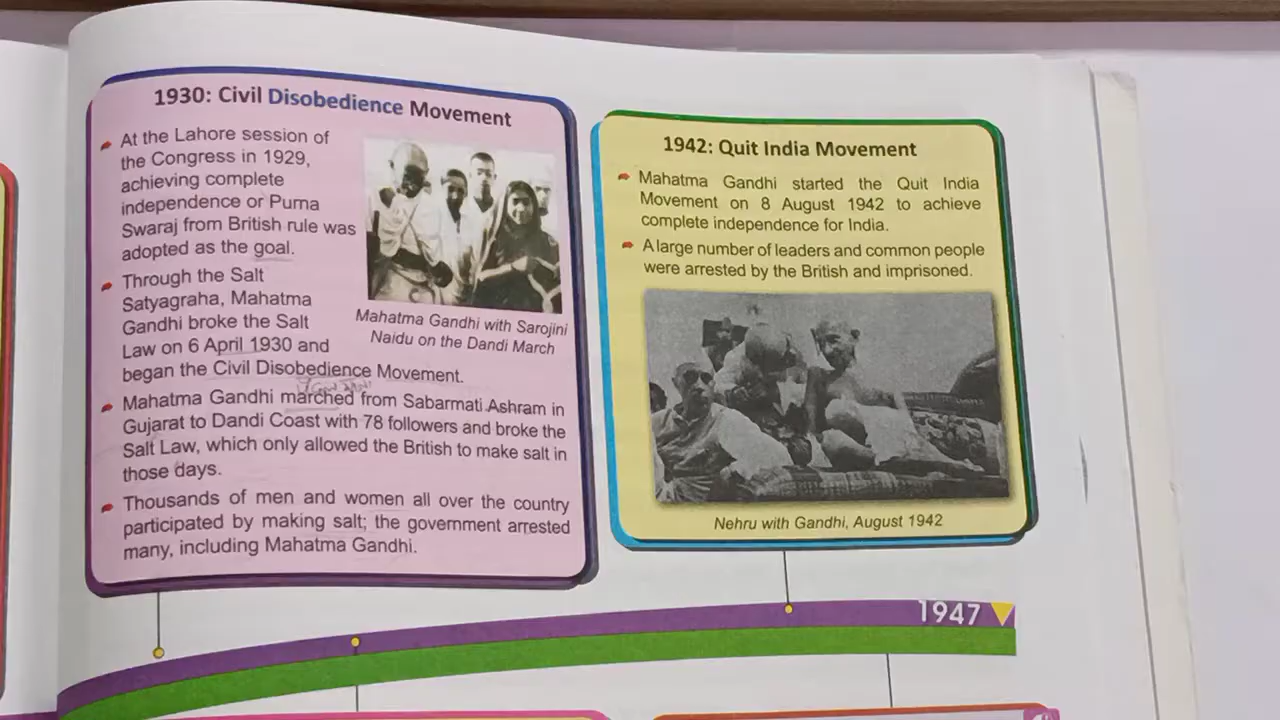 1930: Civil Disobedience Movement
At the Lahore session of
the Congress in 1929,
achieving complete
independence or Purna
Swaraj from British rule was
adopted as the goal.
Through the Salt
Satyagraha, Mahatma
Gandhi broke the Salt
Law on 6 April 1930 and
began the Civil Disobedience Movement.
Mahatma Gandhi marched from Sabarmati Ashram in
Gujarat to Dandi Coast with 78 followers and broke the
Salt Law, which only allowed the British to make salt in
those days.
Thousands of men and women all over the country
participated by making salt; the government arrested
many, including Mahatma Gandhi.
Mahatma Gandhi with Sarojini
Naidu on the Dandi March
1942: Quit India Movement
Mahatma Gandhi started the Quit India
Movement on 8 August 1942 to achieve
complete independence for India.
A large number of leaders and common people
were arrested by the British and imprisoned.
Nehru with Gandhi, August 1942
1947